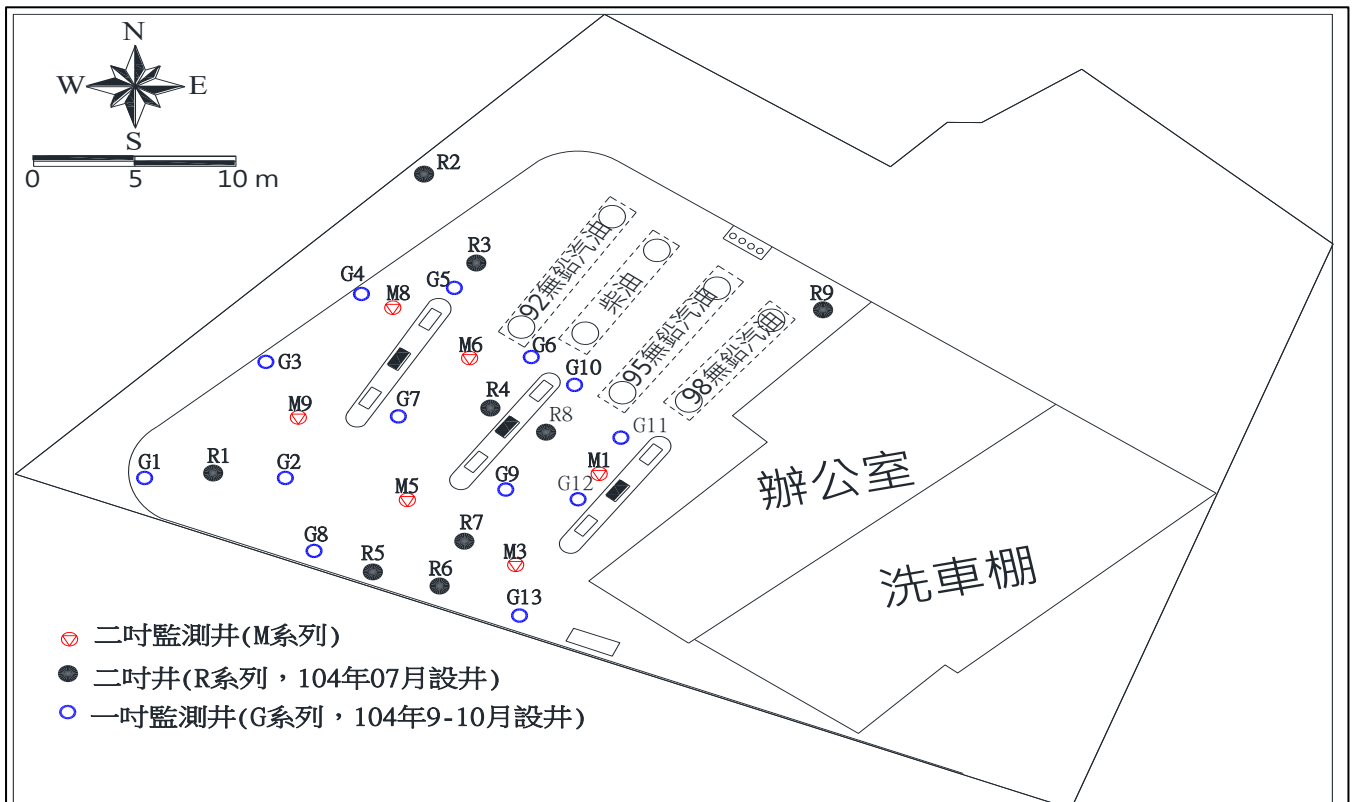 N
W E
S
0 5 10 m
R2
R3
G4
G5
M8
R9
92無鉛汽油
柴油
95無鉛汽油
98無鉛汽油
M6
G6
G3
G10
M9
G7
R4
R8
G11
G1
R1
G2
M5
G9
G12
M1
辦公室
G8
R7
R5
R6
M3
G13
洗車棚
二吋監測井(M系列)
二吋井(R系列，104年07月設井)
一吋監測井(G系列，104年9-10月設井)